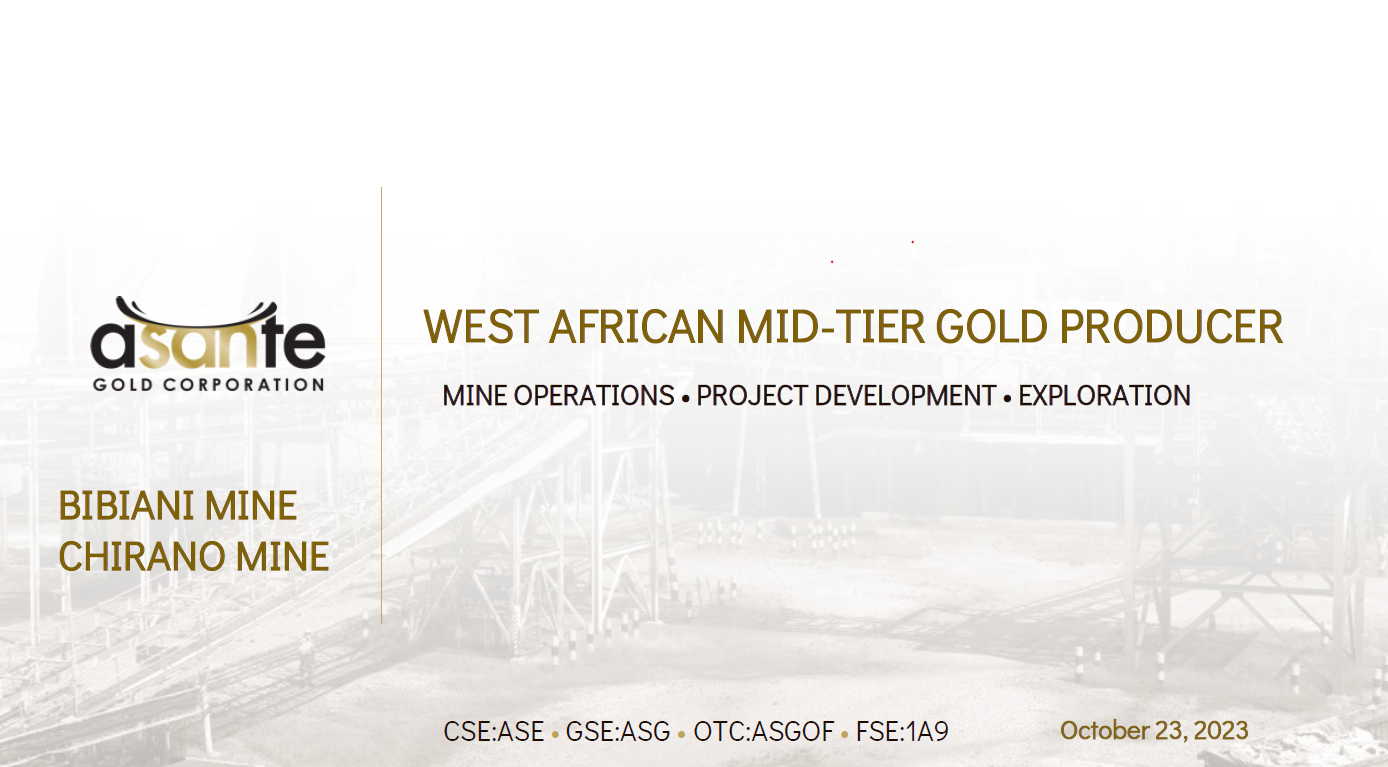 asante
GOLD CORPORATION
BIBIANI MINE
CHIRANO MINE
WEST AFRICAN MID-TIER GOLD PRODUCER
MINE OPERATIONS • PROJECT DEVELOPMENT • EXPLORATION
CSE:ASE • GSE:ASG • OTC:ASGOF • FSE:1A9
October 23, 2023